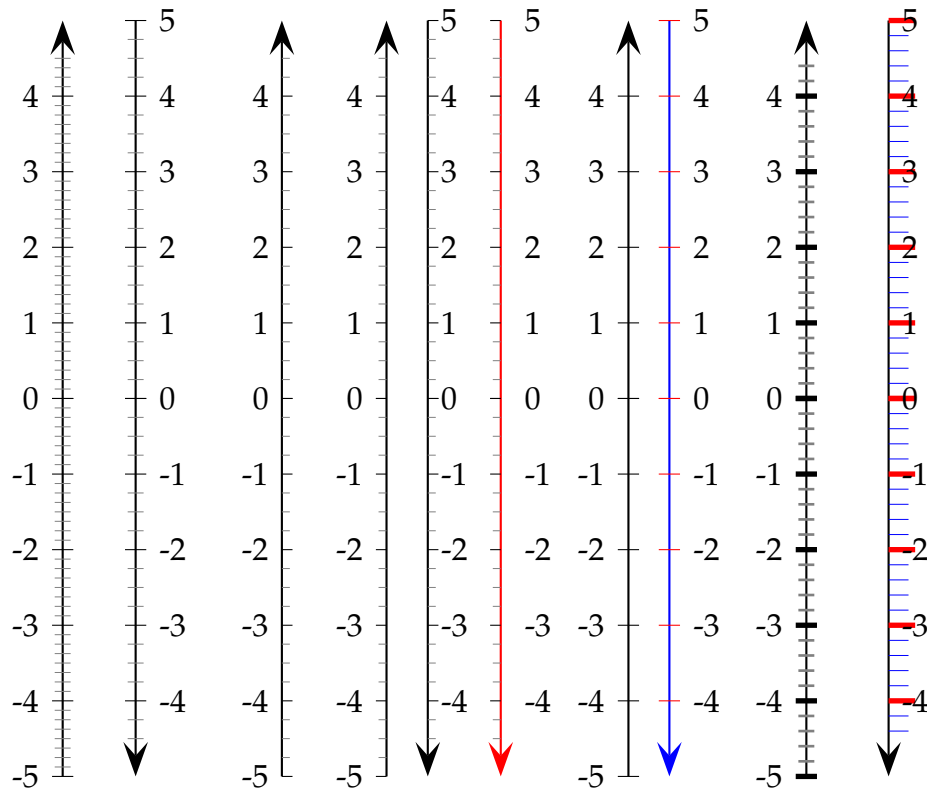 5 5 5 5 5
4 4 4 4 4 4 4 4 4 4
3 3 3 3 3 3 3 3 3 3
2 2 2 2 2 2 2 2 2 2
1 1 1 1 1 1 1 1 1 1
0 0 0 0 0 0 0 0 0 0
-1 -1 -1 -1 -1 -1 -1 -1 -1 -1
-2 -2 -2 -2 -2 -2 -2 -2 -2 -2
-3 -3 -3 -3 -3 -3 -3 -3 -3 -3
-4 -4 -4 -4 -4 -4 -4 -4 -4 -4
-5 -5 -5 -5 -5